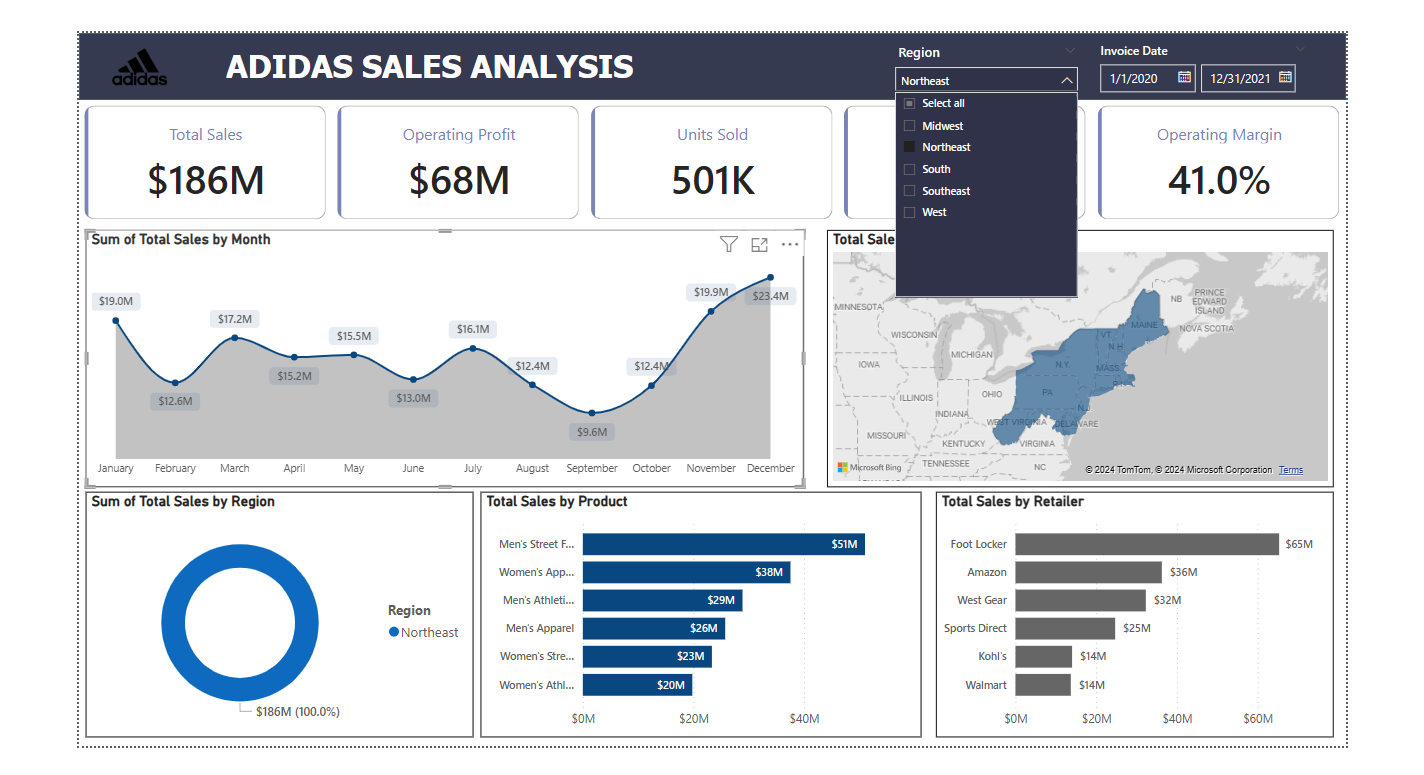 adidas
ADIDAS SALES ANALYSIS
Region
Northeast
Select all
Midwest
Northeast
South
Southeast
West
Invoice Date
1/1/2020
12/31/2021
Total Sales
$186M
Operating Profit
$68M
Units Sold
501K
Operating Margin
41.0%
Sum of Total Sales by Month
$19.0M
$12.6M
$17.2M
$15.2M
$15.5M
$13.0M
$16.1M
$12.4M
$9.6M
$12.4M
$19.9M
$23.4M
January February March April May June July August September October November December
Total Sale
MINNESOTA
WISCONSIN
MICHIGAN
IOWA
ILLINOIS
INDIANA
OHIO
MISSOURI
KENTUCKY
WEST VIRGINIA
VIRGINIA
TENNESSEE
NC
PA
N.Y.
N.J.
DELAWARE
MASS
R.I.
N.H.
VT.
MAINE
NB
PRINCE
EDWARD
ISLAND
NOVA SCOTIA
Microsoft Bing
© 2024 TomTom, © 2024 Microsoft Corporation Terms
Sum of Total Sales by Region
Region
Northeast
$186M (100.0%)
Total Sales by Product
Men's Street F... $51M
Women's App... $38M
Men's Athleti... $29M
Men's Apparel $26M
Women's Stre... $23M
Women's Athl... $20M
$0M $20M $40M
Total Sales by Retailer
Foot Locker $65M
Amazon $36M
West Gear $32M
Sports Direct $25M
Kohl's $14M
Walmart $14M
$0M $20M $40M $60M